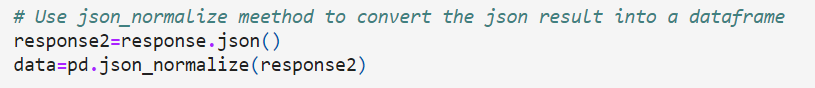 # Use json_normalize meethod to convert the json result into a dataframe
response2=response.json()
data=pd.json_normalize(response2)